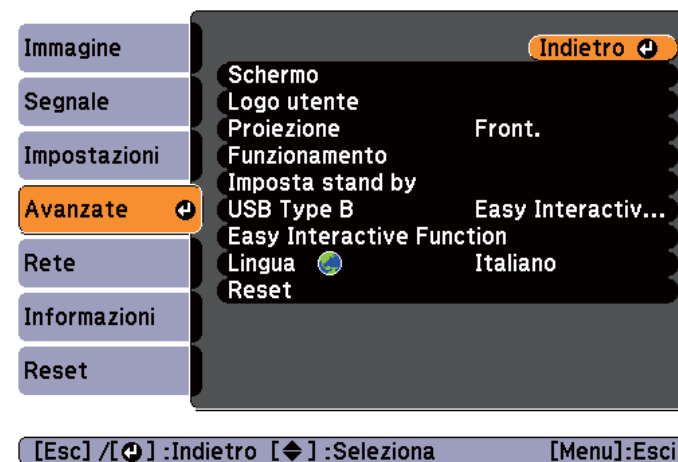 Immagine
Segnale
Impostazioni
Avanzate
Rete
Informazioni
Reset
Indietro
Schermo
Logo utente
Proiezione Front.
Funzionamento
Imposta stand by
USB Type B Easy Interactiv...
Easy Interactive Function
Lingua Italiano
Reset
[Esc] /[⏎] :Indietro [◆] :Seleziona [Menu]:Esci